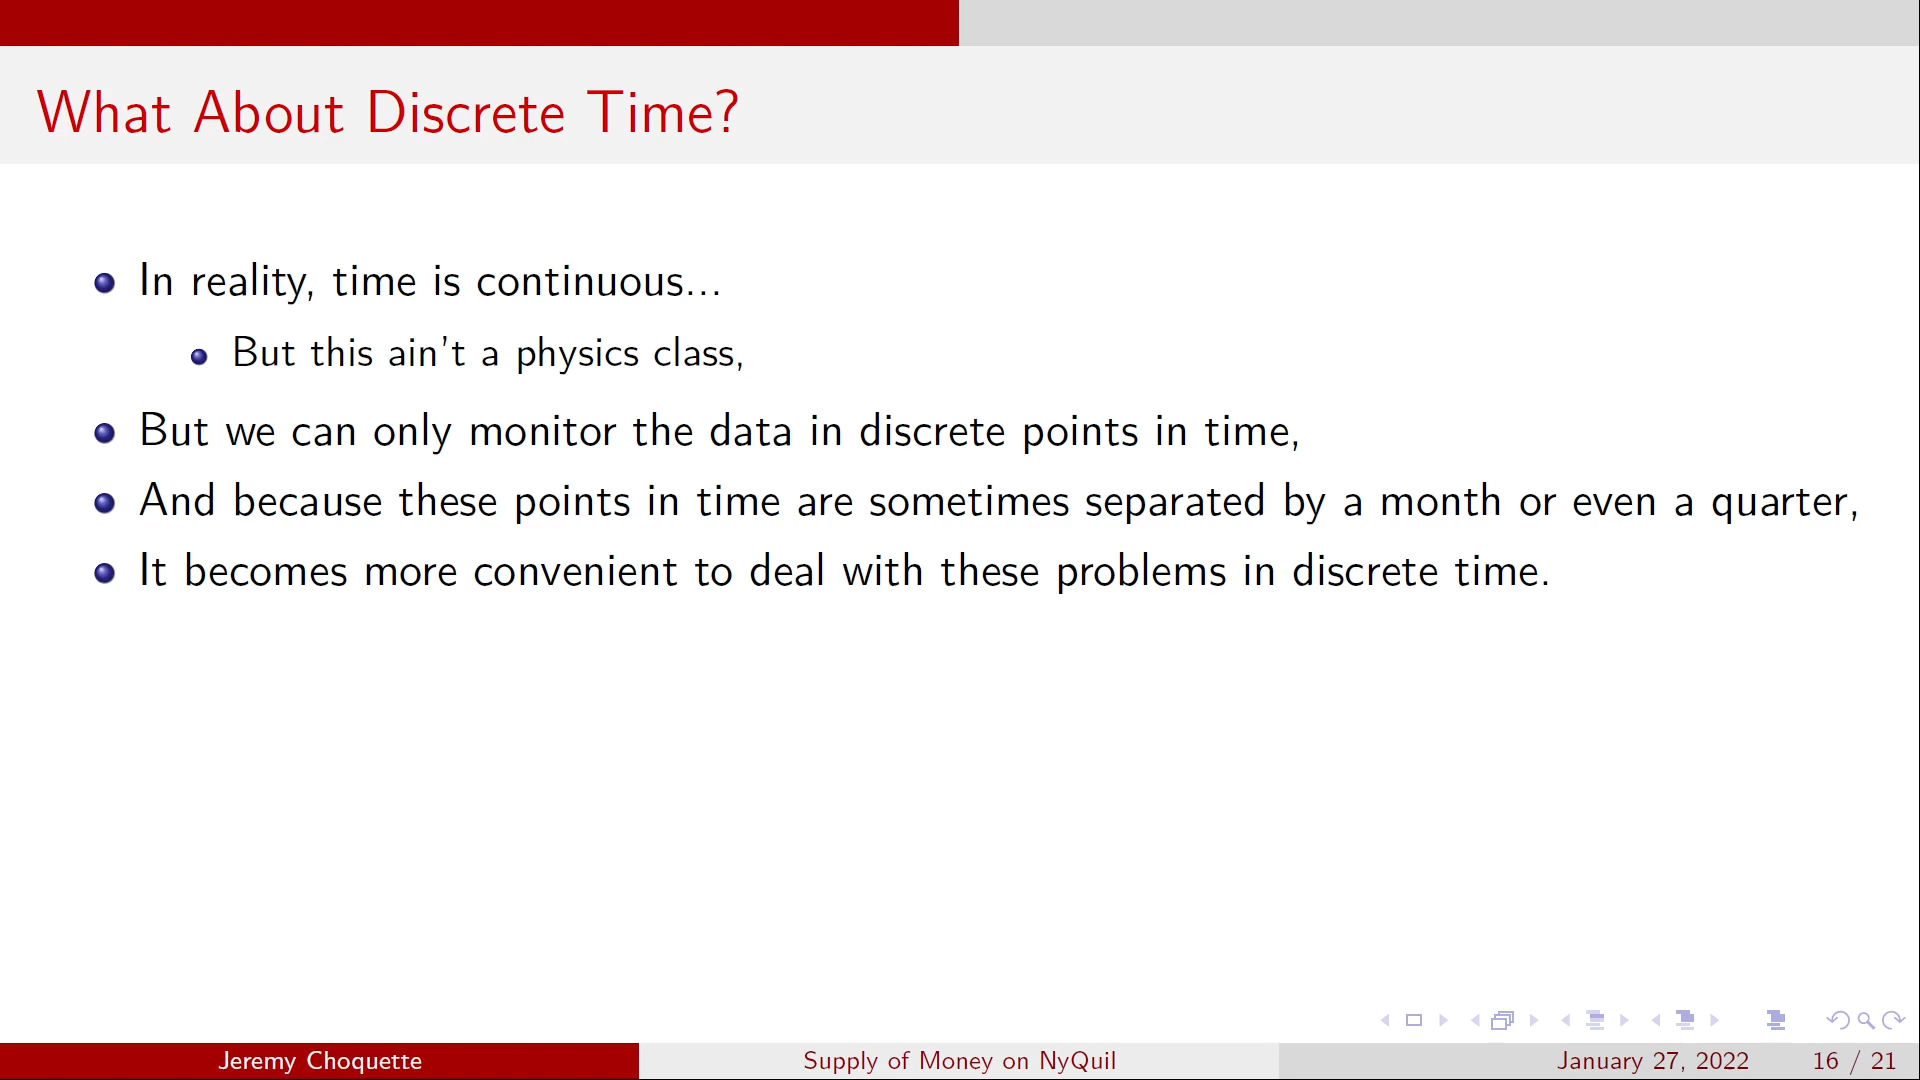 What About Discrete Time?
In reality, time is continuous...
But this ain't a physics class,
But we can only monitor the data in discrete points in time,
And because these points in time are sometimes separated by a month or even a quarter,
It becomes more convenient to deal with these problems in discrete time.
Jeremy Choquette
Supply of Money on NyQuil
January 27, 2022
16 / 21